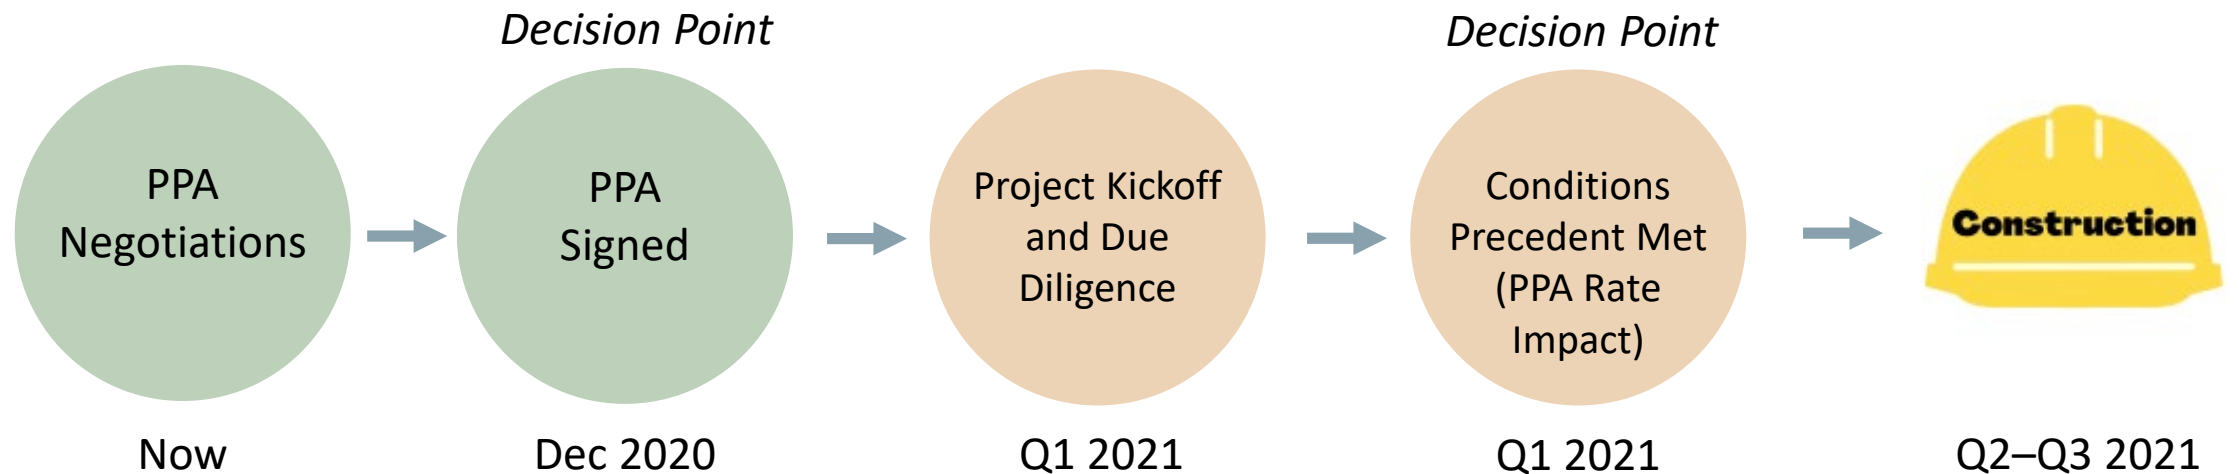 Decision Point
Decision Point
PPA
Negotiations
PPA
Signed
Project Kickoff
and Due
Diligence
Conditions
Precedent Met
(PPA Rate
Impact)
Construction
Now
Dec 2020
Q1 2021
Q1 2021
Q2–Q3 2021